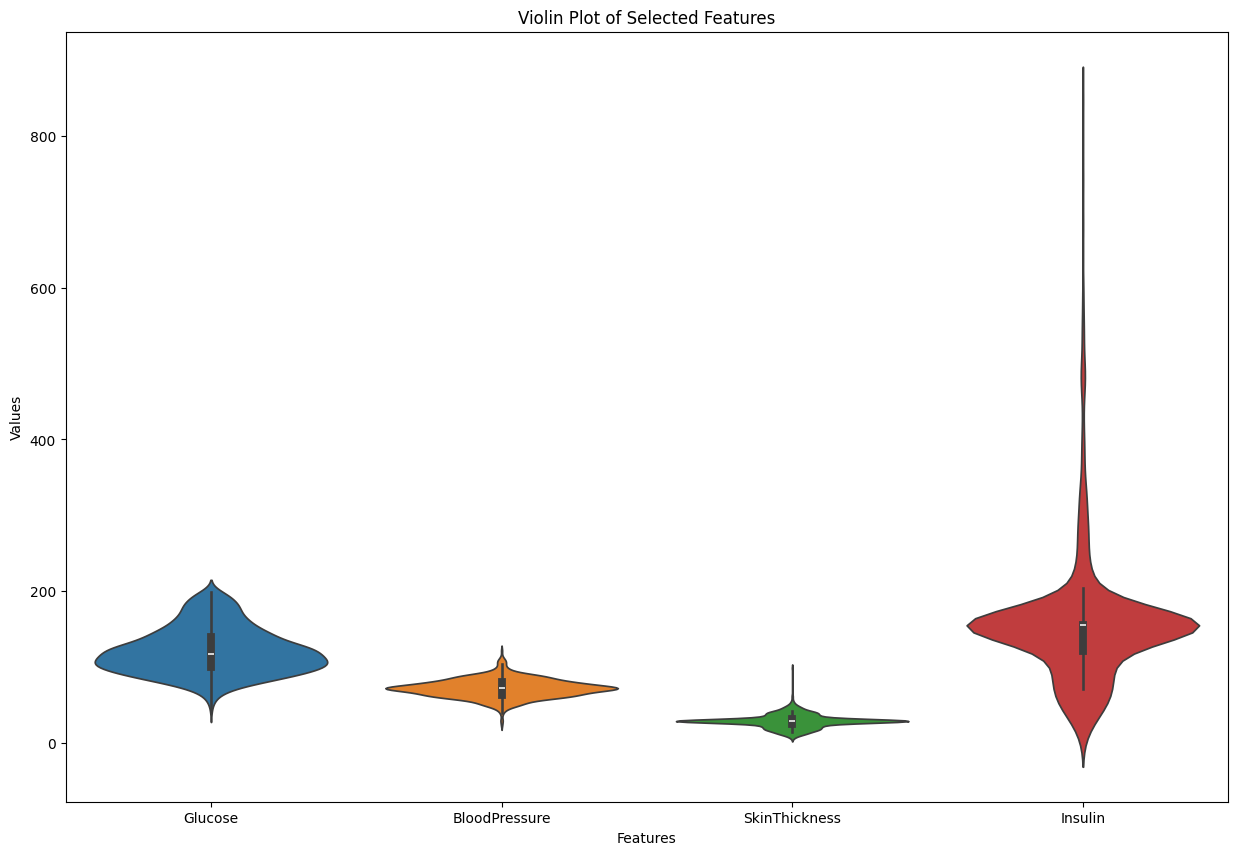 Violin Plot of Selected Features
800
600
400
200
0
Values
Glucose BloodPressure SkinThickness Insulin
Features